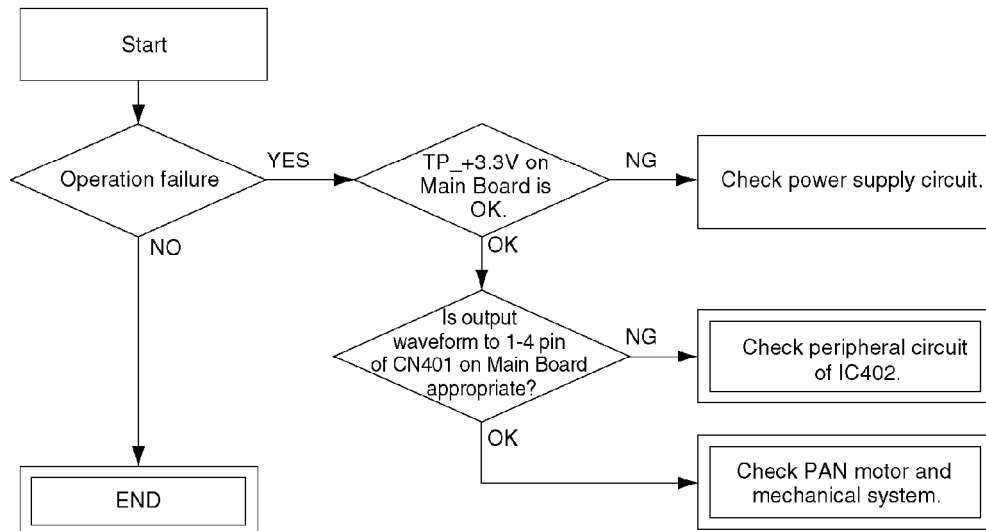 Start
Operation failure
YES
NO
TP_+3.3V on
Main Board is
OK.
NG
OK
Check power supply circuit.
Is output
waveform to 1-4 pin
of CN401 on Main Board
appropriate?
NG
OK
Check peripheral circuit
of IC402.
Check PAN motor and
mechanical system.
END